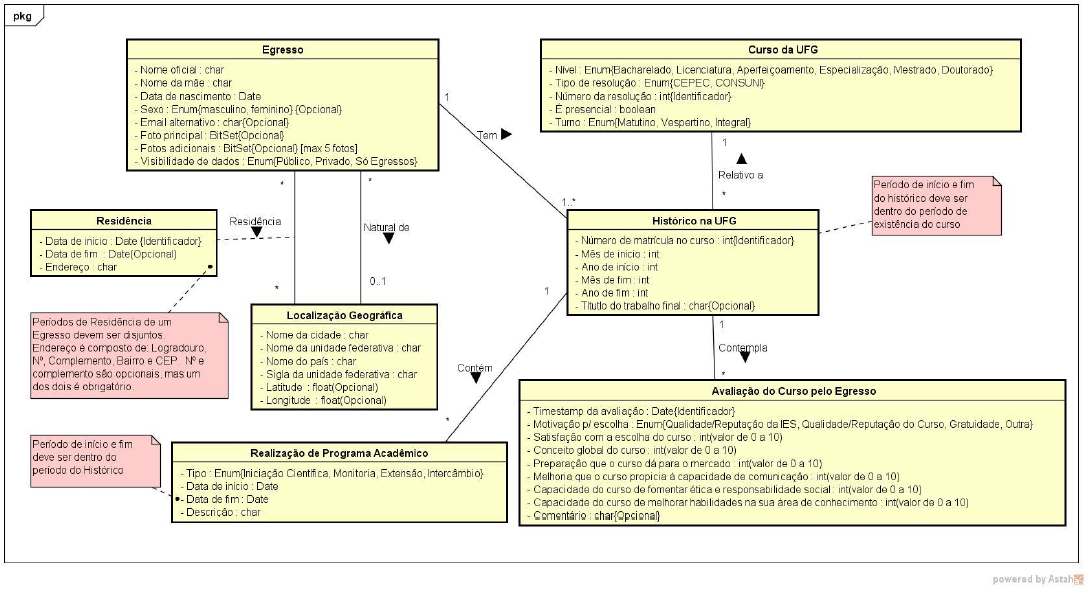 pkg
Egresso
- Nome oficial : char
- Nome da mãe : char
- Data de nascimento : Date
- Sexo : Enum{masculino, feminino} {Opcional}
- Email alternativo : char{Opcional}
- Foto principal : BitSet{Opcional}
- Fotos adicionais : BitSet{Opcional} [max 5 fotos]
- Visibilidade de dados : Enum{Público, Privado, Só Egressos}
Curso da UFG
- Nível : Enum{Bacharelado, Licenciatura, Aperfeiçoamento, Especialização, Mestrado, Doutorado}
- Tipo de resolução : Enum{CEPEC, CONSUNI}
- Número da resolução : int{Identificador}
- É presencial : boolean
- Turno : Enum{Matutino, Vespertino, Integral}
1
Tem
1..*
1
Relativo a
*
Período de início e fim
do histórico deve ser
dentro do período de
existência do curso
*
*
Residência
Natural de
*
0..1
Residência
- Data de inicio : Date {Identificador}
- Data de fim : Date(Opcional)
- Endereço : char
Histórico na UFG
- Número de matrícula no curso : int{Identificador}
- Mês de inicio : int
- Ano de início : int
- Mês de fim : int
- Ano de fim : int
- Titutlo do trabalho final : char{Opcional}
Períodos de Residência de um
Egresso devem ser disjuntos.
Endereço é composto de: Logradouro,
Nº, Complemento, Bairro e CEP. Nº e
complemento são opcionais, mas um
dos dois é obrigatório.
Localização Geográfica
- Nome da cidade : char
- Nome da unidade federativa : char
- Nome do país : char
- Sigla da unidade federativa : char
- Latitude : float(Opcional)
- Longitude : float(Opcional)
1
Contém
*
1
Contempla
*
Período de início e fim
deve ser dentro do
período do Histórico
Realização de Programa Acadêmico
- Tipo : Enum{Iniciação Científica, Monitoria, Extensão, Intercâmbio}
- Data de início : Date
- Data de fim : Date
- Descrição : char
Avaliação do Curso pelo Egresso
- Timestamp da avaliação : Date{Identificador}
- Motivação p/ escolha : Enum{Qualidade/Reputação da IES, Qualidade/Reputação do Curso, Gratuidade, Outra}
- Satisfação com a escolha do curso : int(valor de 0 a 10)
- Conceito global do curso : int(valor de 0 a 10)
- Preparação que o curso dá para o mercado : int(valor de 0 a 10)
- Melhoria que o curso propicia à capacidade de comunicação : int(valor de 0 a 10)
- Capacidade do curso de fomentar ética e responsabilidade social : int(valor de 0 a 10)
- Capacidade do curso de melhorar habilidades na sua área de conhecimento : int(valor de 0 a 10)
- Comentário : char{Opcional}
powered by Astah